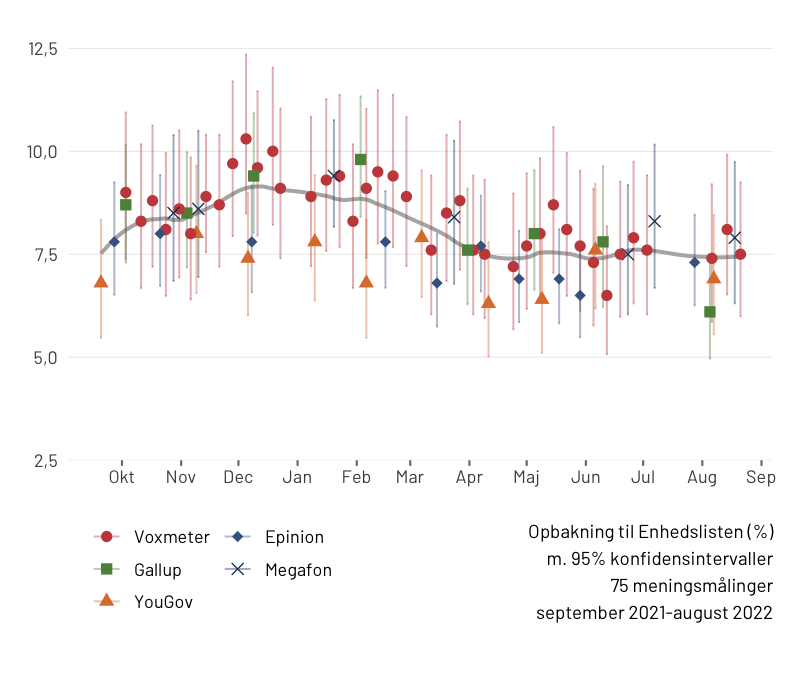 12,5
10,0
7,5
5,0
2,5
Okt Nov Dec Jan Feb Mar Apr Maj Jun Jul Aug Sep
Voxmeter Epinion
Gallup Megafon
YouGov
Opbakning til Enhedslisten (%)
m. 95% konfidensintervaller
75 meningsmålinger
september 2021-august 2022